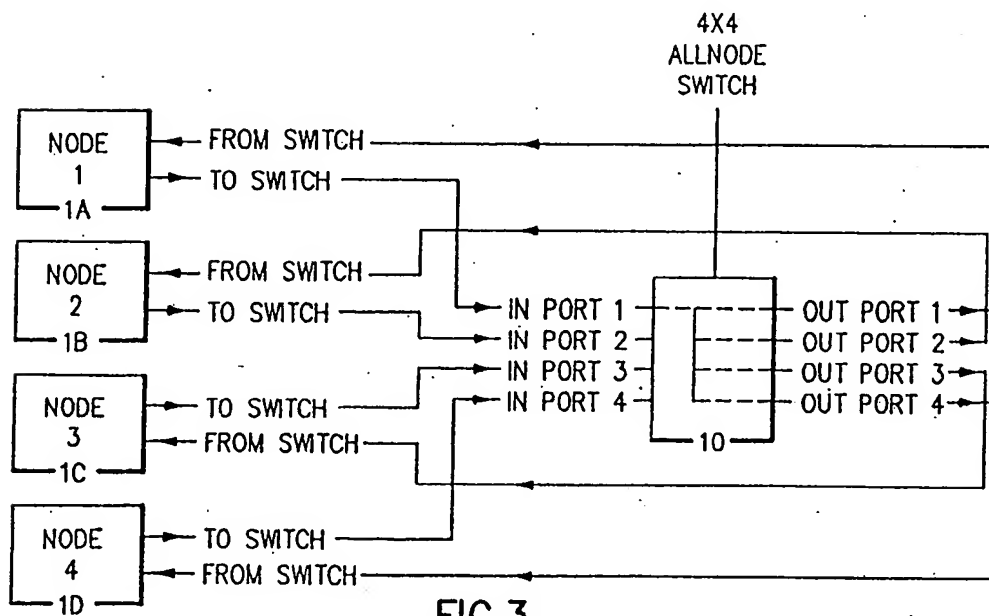 4X4
ALLNODE
SWITCH
NODE
1
1A
FROM SWITCH
TO SWITCH
NODE
2
1B
FROM SWITCH
TO SWITCH
NODE
3
1C
TO SWITCH
FROM SWITCH
NODE
4
1D
TO SWITCH
FROM SWITCH
IN PORT 1
IN PORT 2
IN PORT 3
IN PORT 4
10
OUT PORT 1
OUT PORT 2
OUT PORT 3
OUT PORT 4
FIG.3